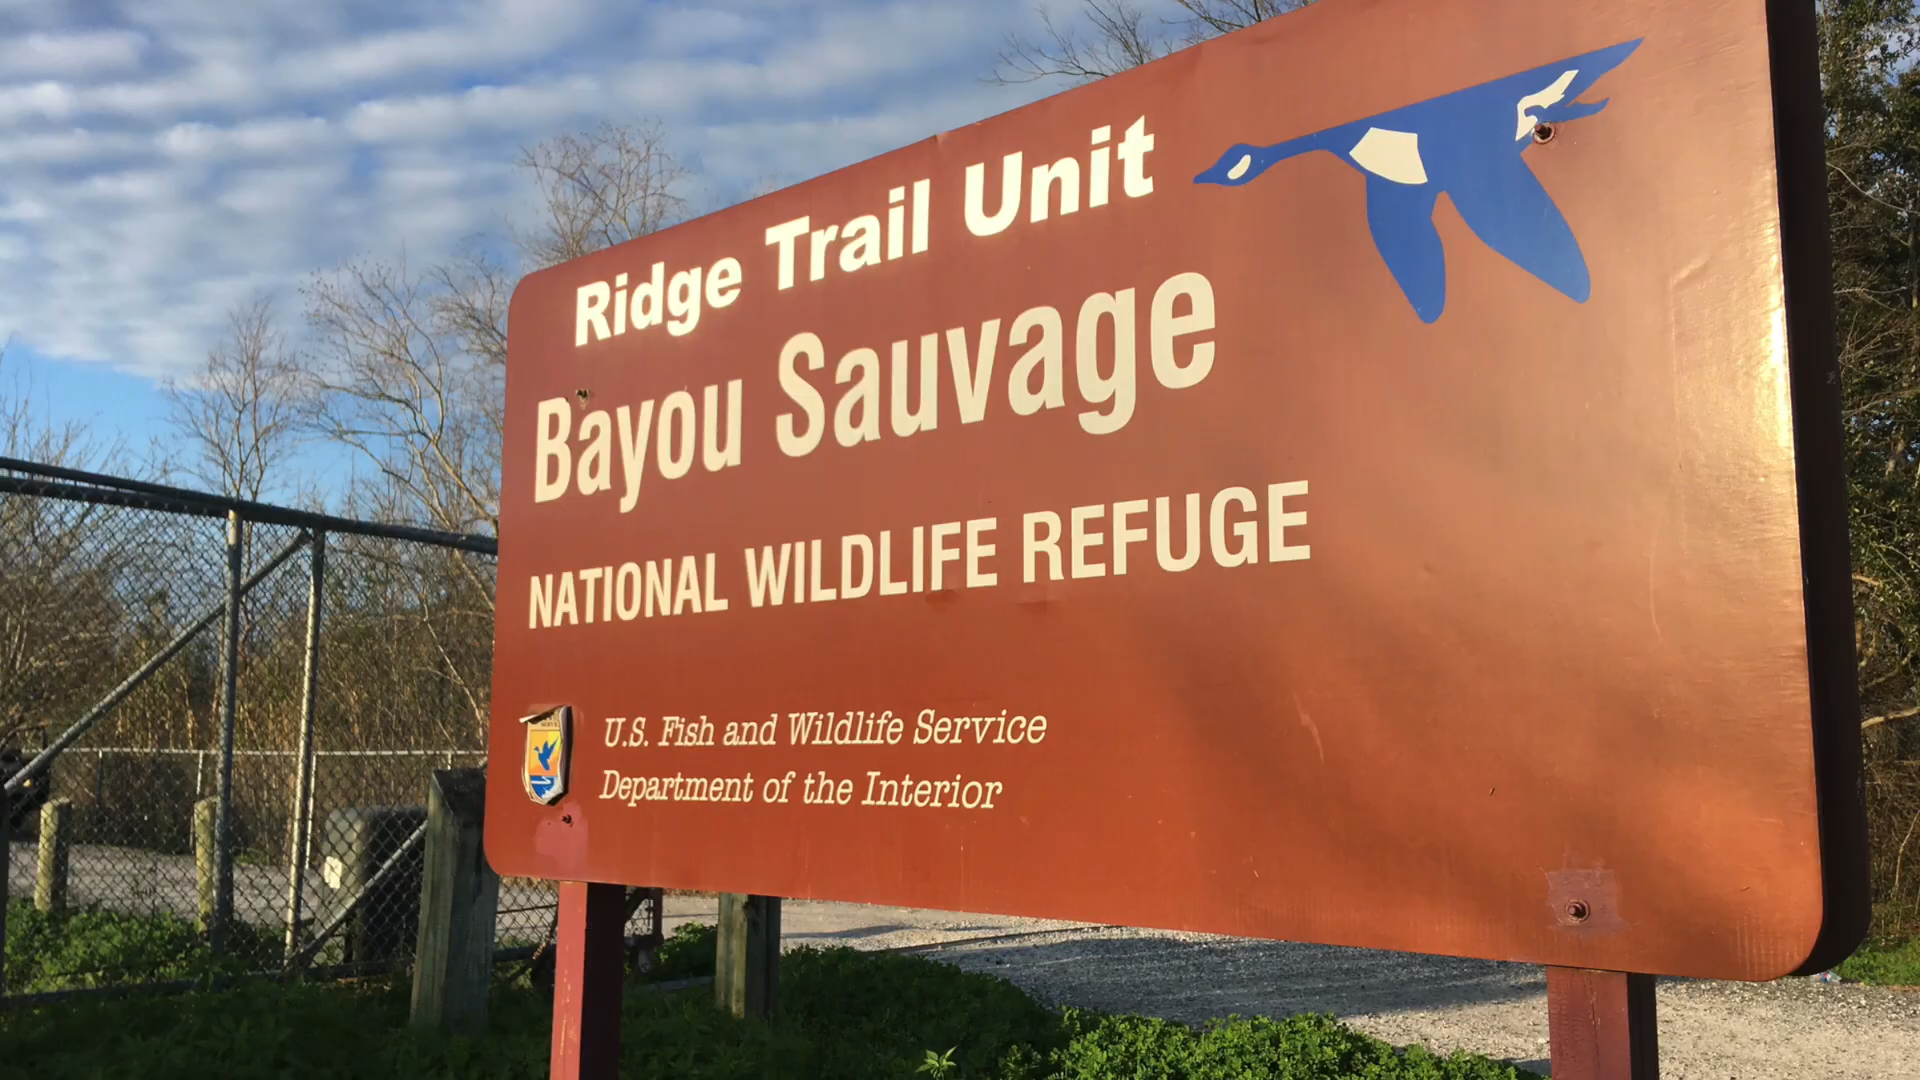 Ridge Trail Unit
Bayou Sauvage
NATIONAL WILDLIFE REFUGE
U.S. Fish and Wildlife Service
Department of the Interior